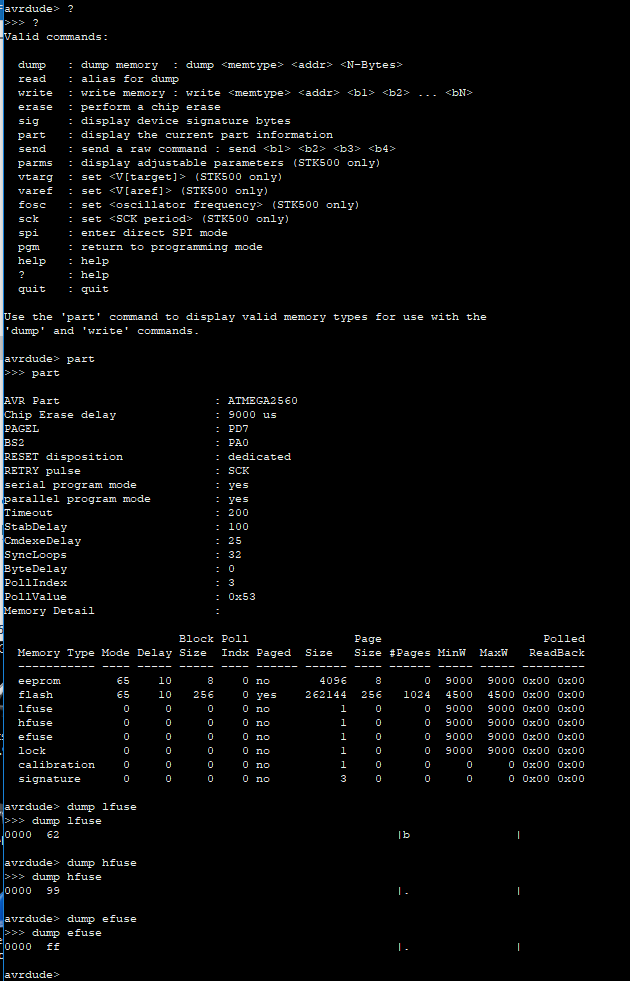 avrdude> ?
>>> ?
Valid commands:

  dump   : dump memory  : dump <memtype> <addr> <N-Bytes>
  read   : alias for dump
  write  : write memory : write <memtype> <addr> <b1> <b2> ... <bN>
  erase  : perform a chip erase
  sig    : display device signature bytes
  part   : display the current part information
  send   : send a raw command : send <b1> <b2> <b3> <b4>
  parms  : display adjustable parameters (STK500 only)
  vtarg  : set <V[target]> (STK500 only)
  varef  : set <V[aref]> (STK500 only)
  fosc   : set <oscillator frequency> (STK500 only)
  sck    : set <SCK period> (STK500 only)
  spi    : enter direct SPI mode
  pgm    : return to programming mode
  help   : help
  ?      : help
  quit   : quit

Use the 'part' command to display valid memory types for use with the
'dump' and 'write' commands.

avrdude> part
>>> part

AVR Part                      : ATMEGA2560
Chip Erase delay              : 9000 us
PAGEL                         : PD7
BS2                           : PA0
RESET disposition             : dedicated
RETRY pulse                   : SCK
serial program mode           : yes
parallel program mode         : yes
Timeout                       : 200
StabDelay                     : 100
CmdexeDelay                   : 25
SyncLoops                     : 32
ByteDelay                     : 0
PollIndex                     : 3
PollValue                     : 0x53
Memory Detail                 :

                         Block Poll               Page                       Polled
  Memory Type Mode Delay Size  Indx Paged  Size   Size #Pages MinW  MaxW   ReadBack
  ----------- ---- ----- ----- ---- ------ ------ ---- ------ ----- ----- ---------
  eeprom        65    10     8    0 no       4096    8      0  9000  9000 0x00 0x00
  flash         65    10   256    0 yes    262144  256   1024  4500  4500 0x00 0x00
  lfuse          0     0     0    0 no          1    0      0  9000  9000 0x00 0x00
  hfuse          0     0     0    0 no          1    0      0  9000  9000 0x00 0x00
  efuse          0     0     0    0 no          1    0      0  9000  9000 0x00 0x00
  lock           0     0     0    0 no          1    0      0  9000  9000 0x00 0x00
  calibration    0     0     0    0 no          1    0      0     0     0 0x00 0x00
  signature      0     0     0    0 no          3    0      0     0     0 0x00 0x00

avrdude> dump lfuse
>>> dump lfuse
0000  62                                                |b               |

avrdude> dump hfuse
>>> dump hfuse
0000  99                                                |.               |

avrdude> dump efuse
>>> dump efuse
0000  ff                                                |.               |

avrdude>